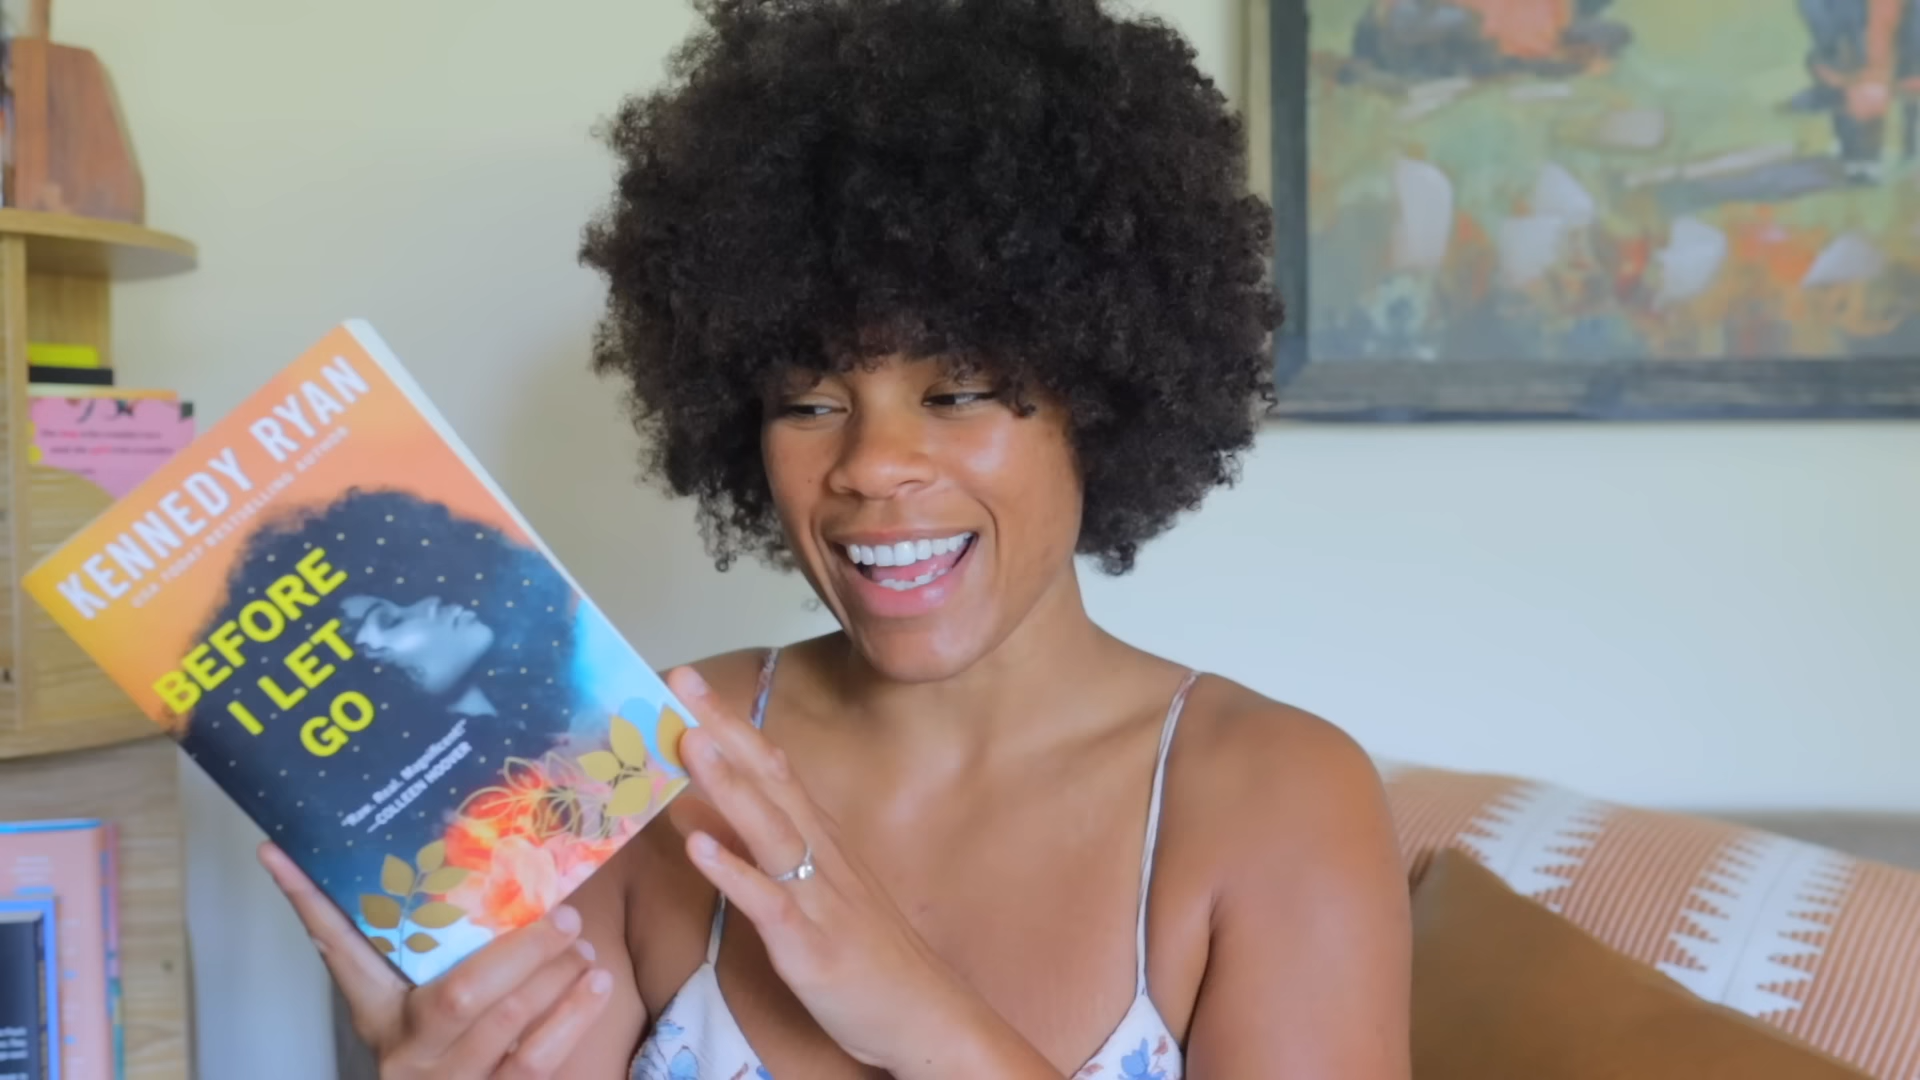 KENNEDY RYAN
USA TODAY BESTSELLING AUTHOR
BEFORE
I LET
GO
"Raw. Real. Magnificent!"
—COLLEEN HOOVER